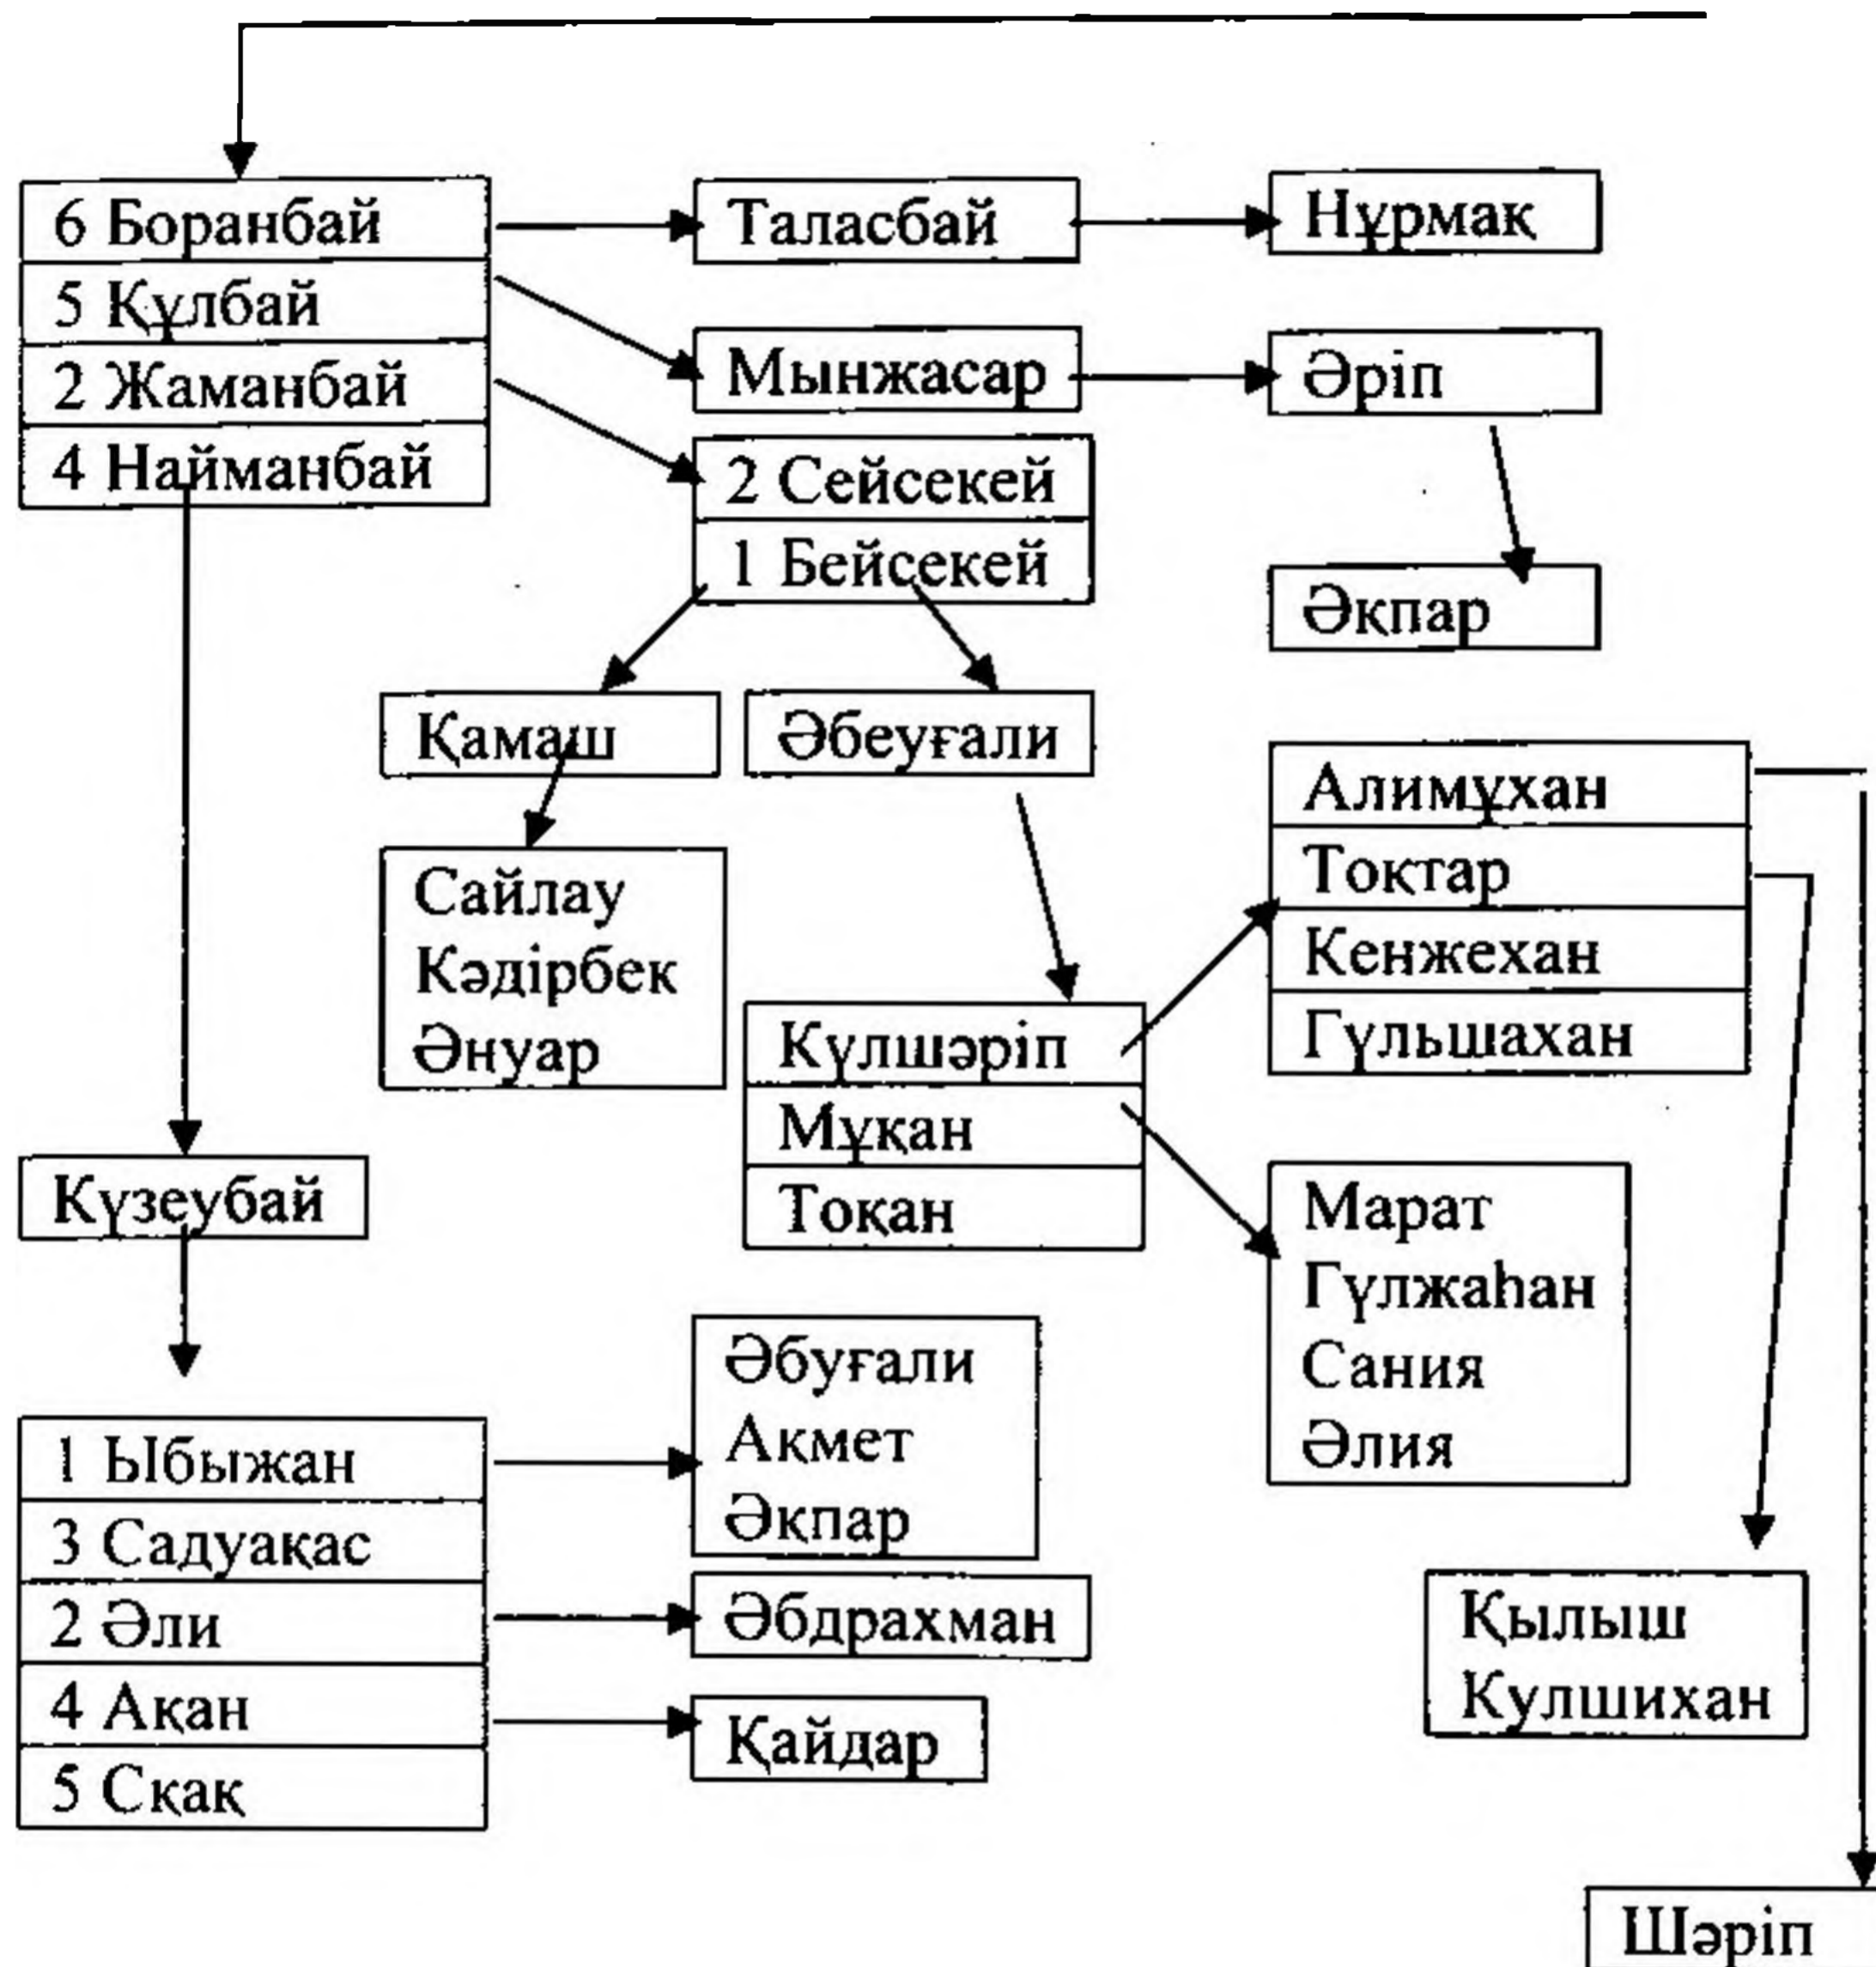 6 Боранбай
5 Құлбай
2 Жаманбай
4 Найманбай
Таласбай
Нұрмақ
Мынжасар
Әріп
2 Сейсекей
1 Бейсекей
Әқпар
Қамаш
Әбеуғали
Сайлау
Кәдірбек
Әнуар
Алимұхан
Тоқтар
Кенжехан
Гүльшахан
Күлшәріп
Мұқан
Тоқан
Марат
Гүлжаһан
Сания
Әлия
Күзеубай
1 Ыбыжан
3 Садуақас
2 Әли
4 Ақан
5 Сқақ
Әбуғали
Ақмет
Әқпар
Әбдрахман
Қайдар
Қылыш
Кулшихан
Шәріп